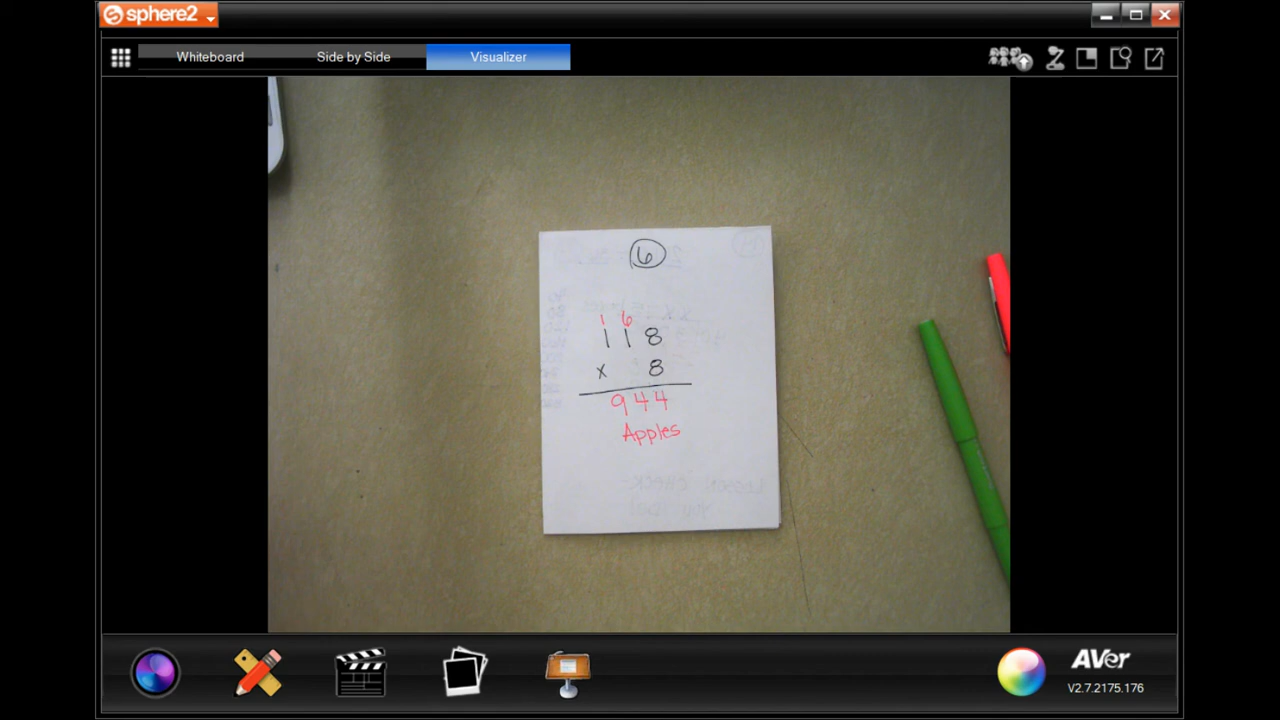 sphere2
Whiteboard Side by Side Visualizer
6
1 6
118
x 8
944
Apples
AVer
V2.7.2175.176